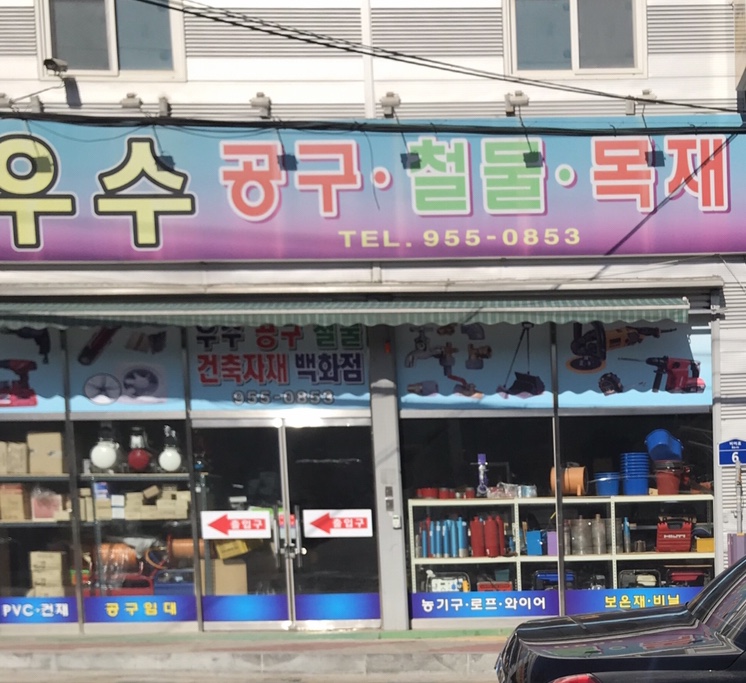 우수 공구·철물·목재
TEL. 955-0853
우수 공구 철물
건축자재 백화점
955-0853
출입구
출입구
HILTI
6
PVC·전재
공구임대
농기구·로프·와이어
보온재·비닐